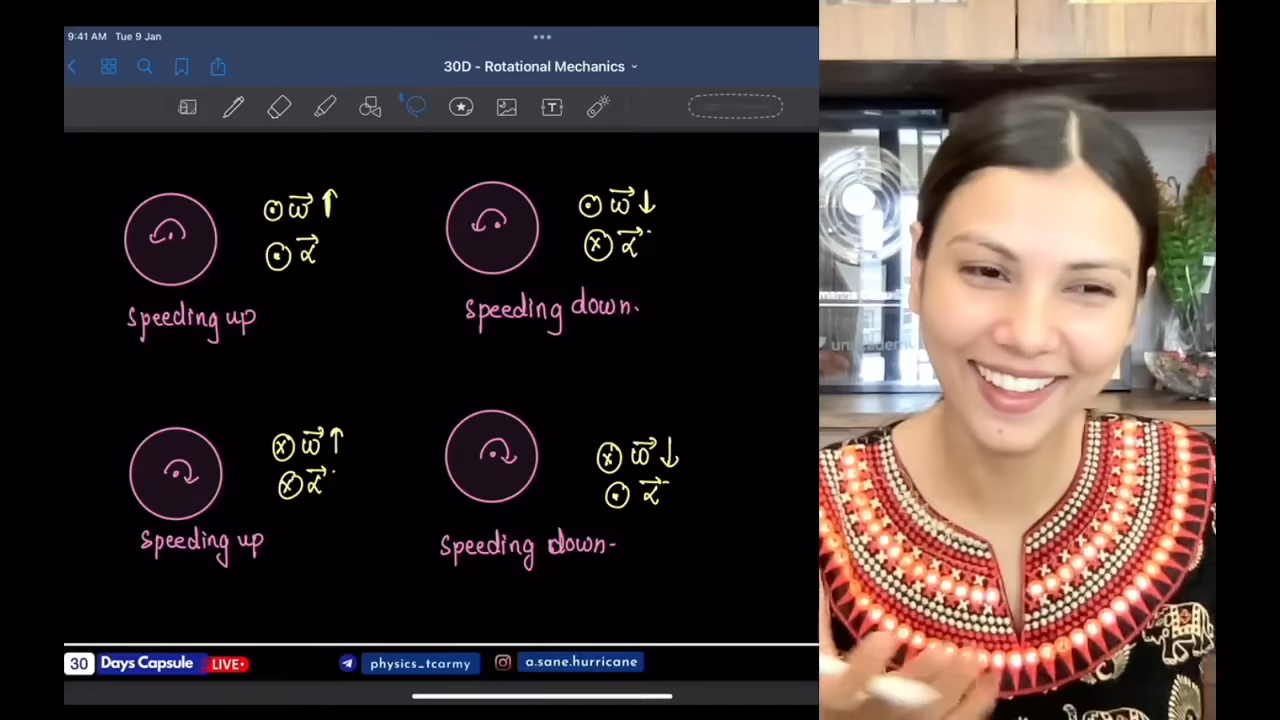 9:41 AM Tue 9 Jan
30D - Rotational Mechanics
T
⊙ ω⃗ ↑
⊙ α⃗
Speeding up
⊙ ω⃗ ↓
⊗ α⃗
Speeding down.
⊗ ω⃗ ↑
⊗ α⃗
Speeding up
⊗ ω⃗ ↓
⊙ α⃗
Speeding down-
30 Days Capsule LIVE
physics_tcarmy
a.sane.hurricane